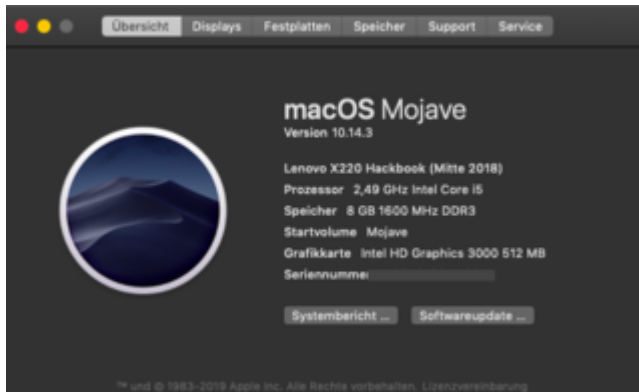 Übersicht Displays Festplatten Speicher Support Service
macOS Mojave
Version 10.14.3
Lenovo X220 Hackbook (Mitte 2018)
Prozessor 2,49 GHz Intel Core i5
Speicher 8 GB 1600 MHz DDR3
Startvolume Mojave
Grafikkarte Intel HD Graphics 3000 512 MB
Seriennummer
Systembericht ... Softwareupdate ...
™ und © 1983-2019 Apple Inc. Alle Rechte vorbehalten. Lizenzvereinbarung